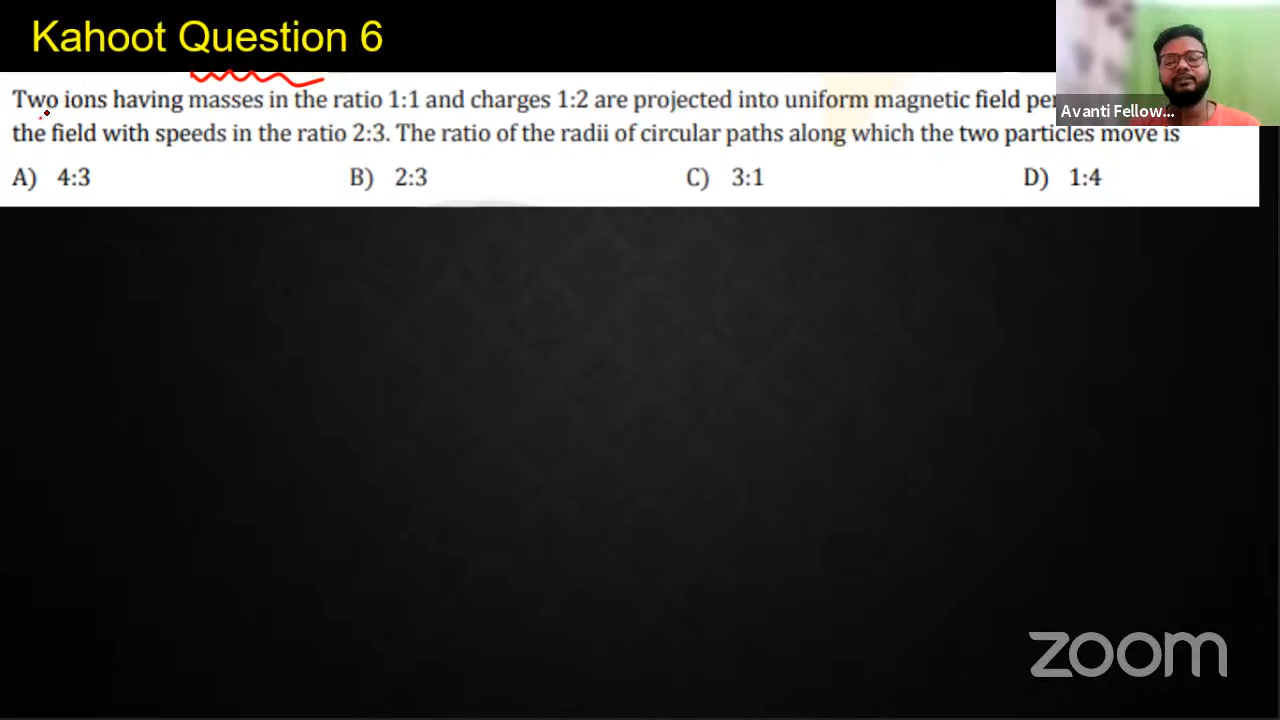 Kahoot Question 6
Two ions having masses in the ratio 1:1 and charges 1:2 are projected into uniform magnetic field
the field with speeds in the ratio 2:3. The ratio of the radii of circular paths along which the two particles move is
A) 4:3 B) 2:3 C) 3:1 D) 1:4
Avanti Fellow...
zoom